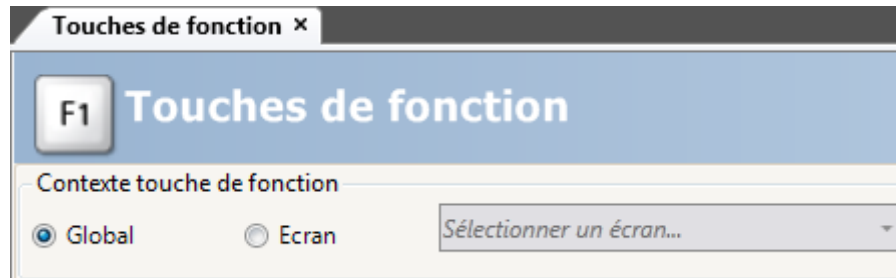 Touches de fonction ×
F1 Touches de fonction
Contexte touche de fonction
Global Ecran Sélectionner un écran...